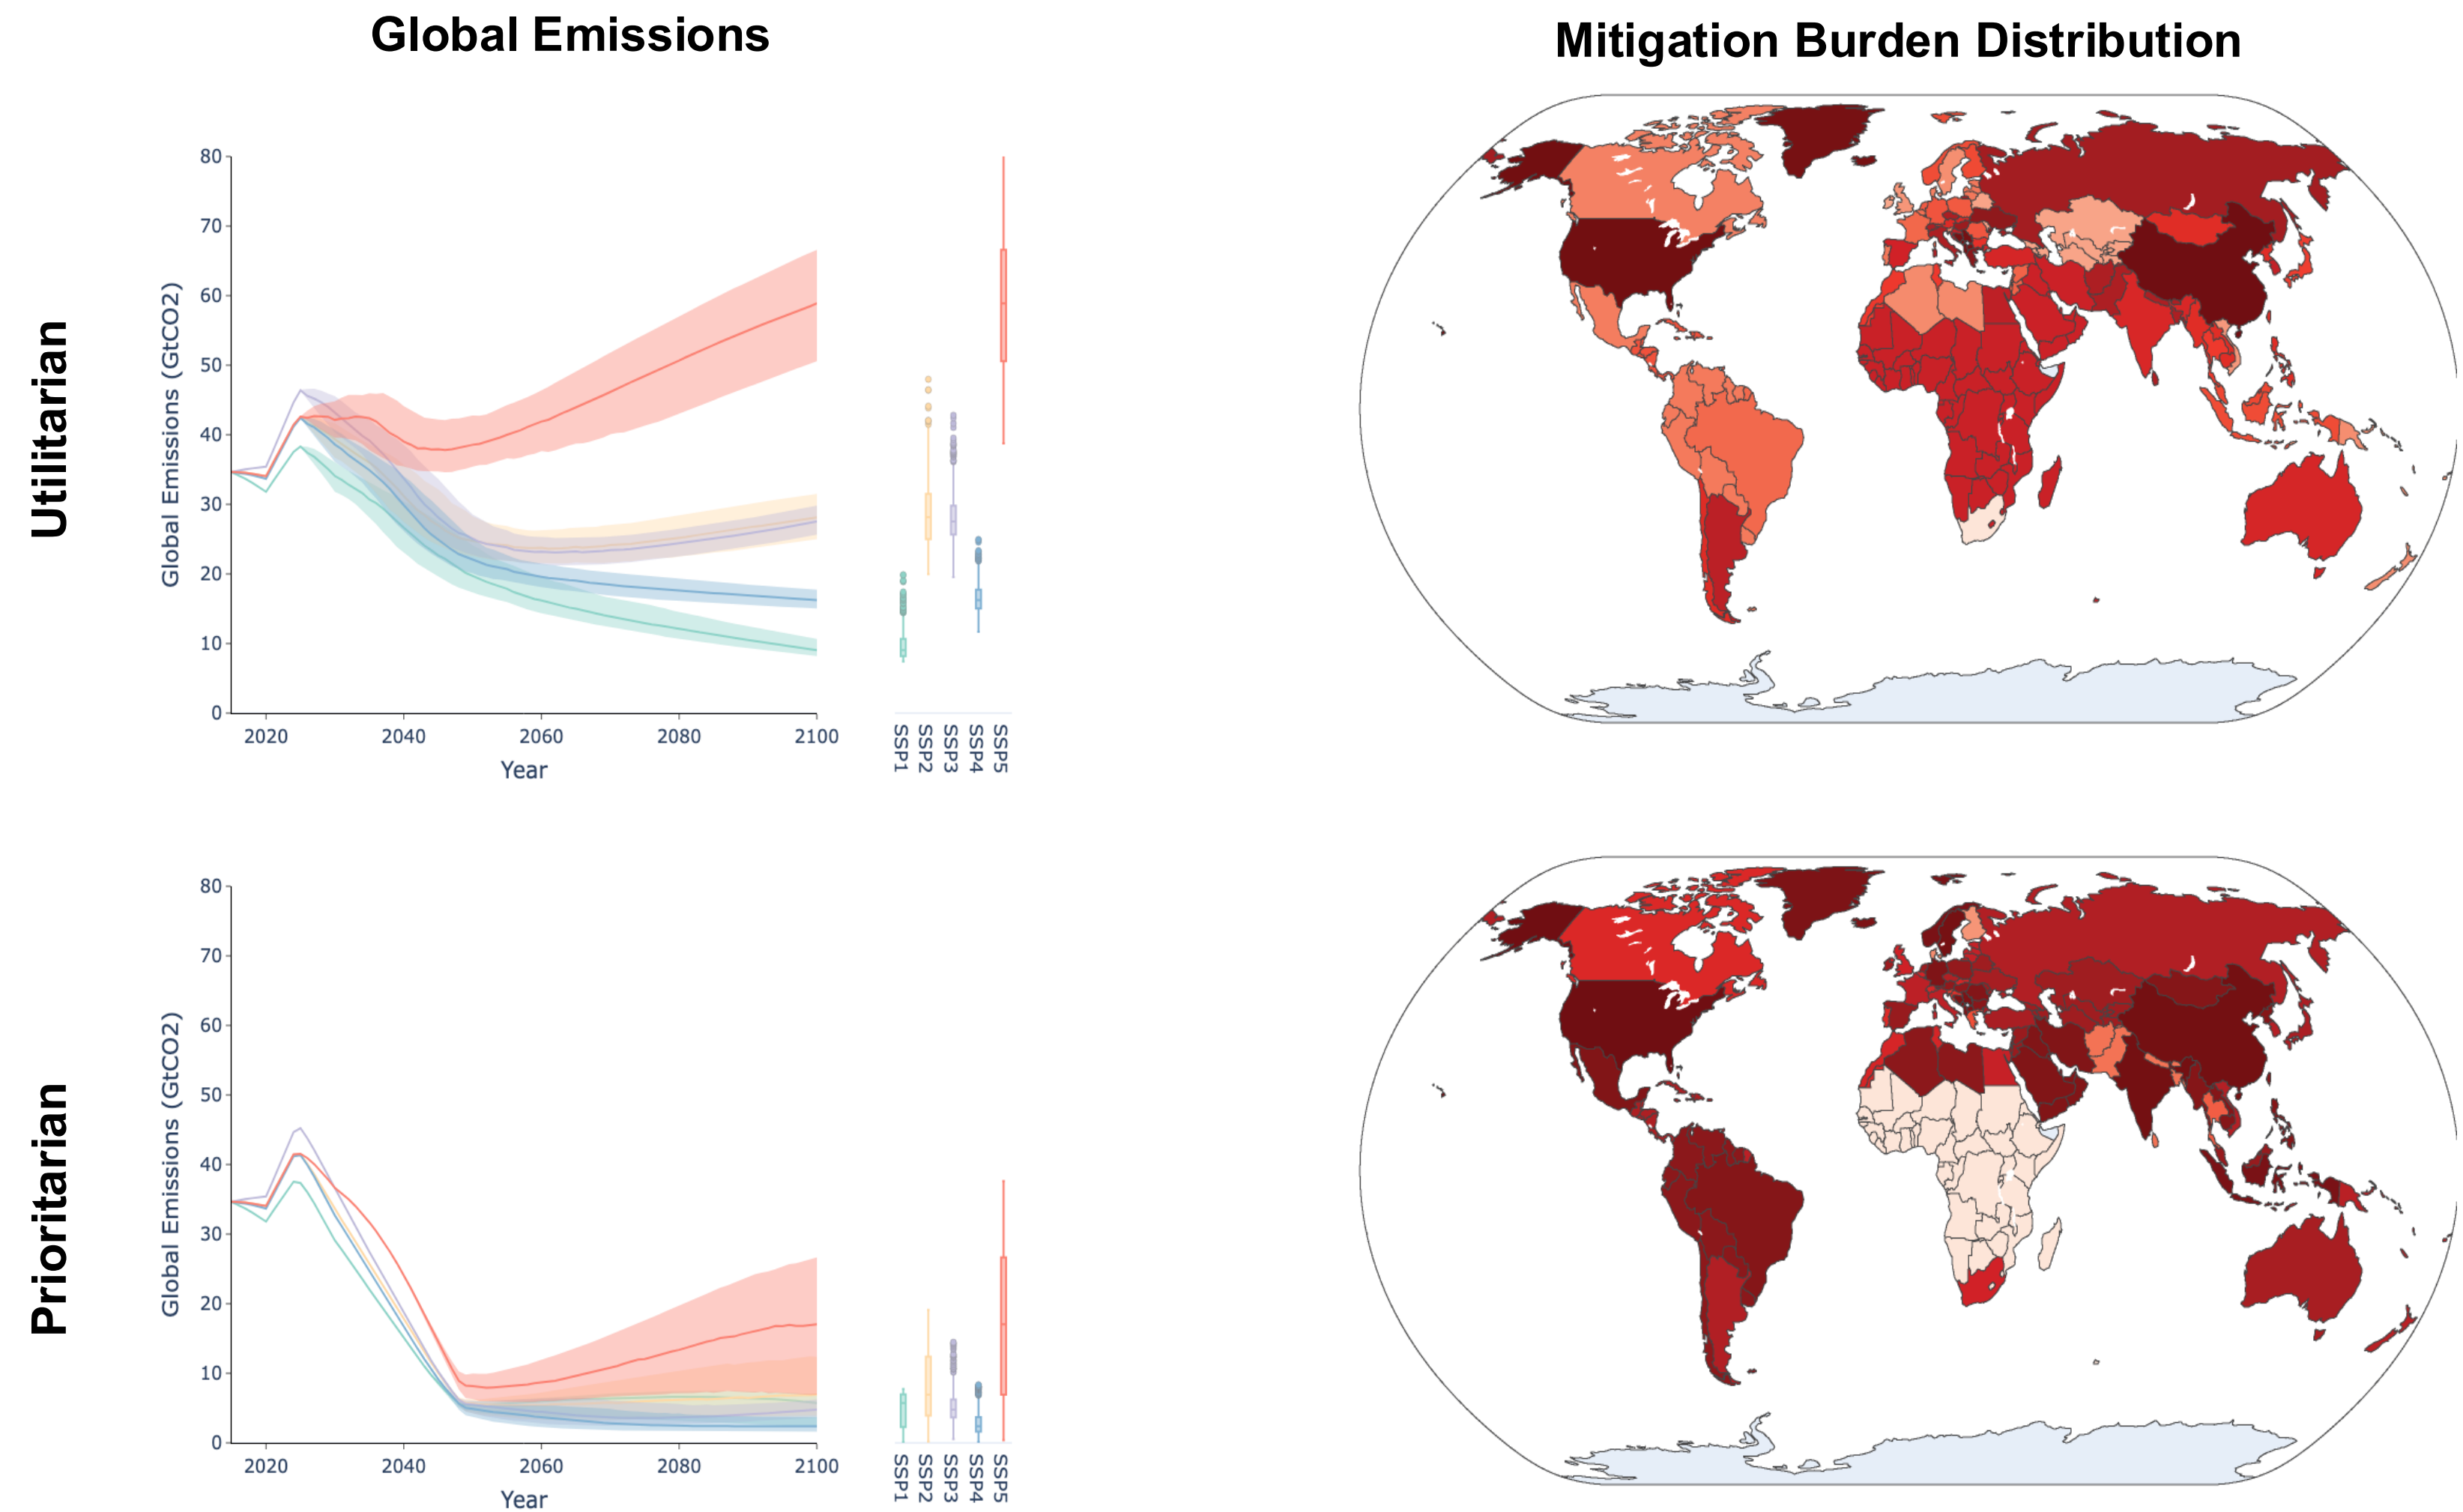 Global Emissions
Mitigation Burden Distribution
Utilitarian
Global Emissions (GtCO2)
80
70
60
50
40
30
20
10
0
2020 2040 2060 2080 2100
Year
SSP1
SSP2
SSP3
SSP4
SSP5
Prioritarian
Global Emissions (GtCO2)
80
70
60
50
40
30
20
10
0
2020 2040 2060 2080 2100
Year
SSP1
SSP2
SSP3
SSP4
SSP5